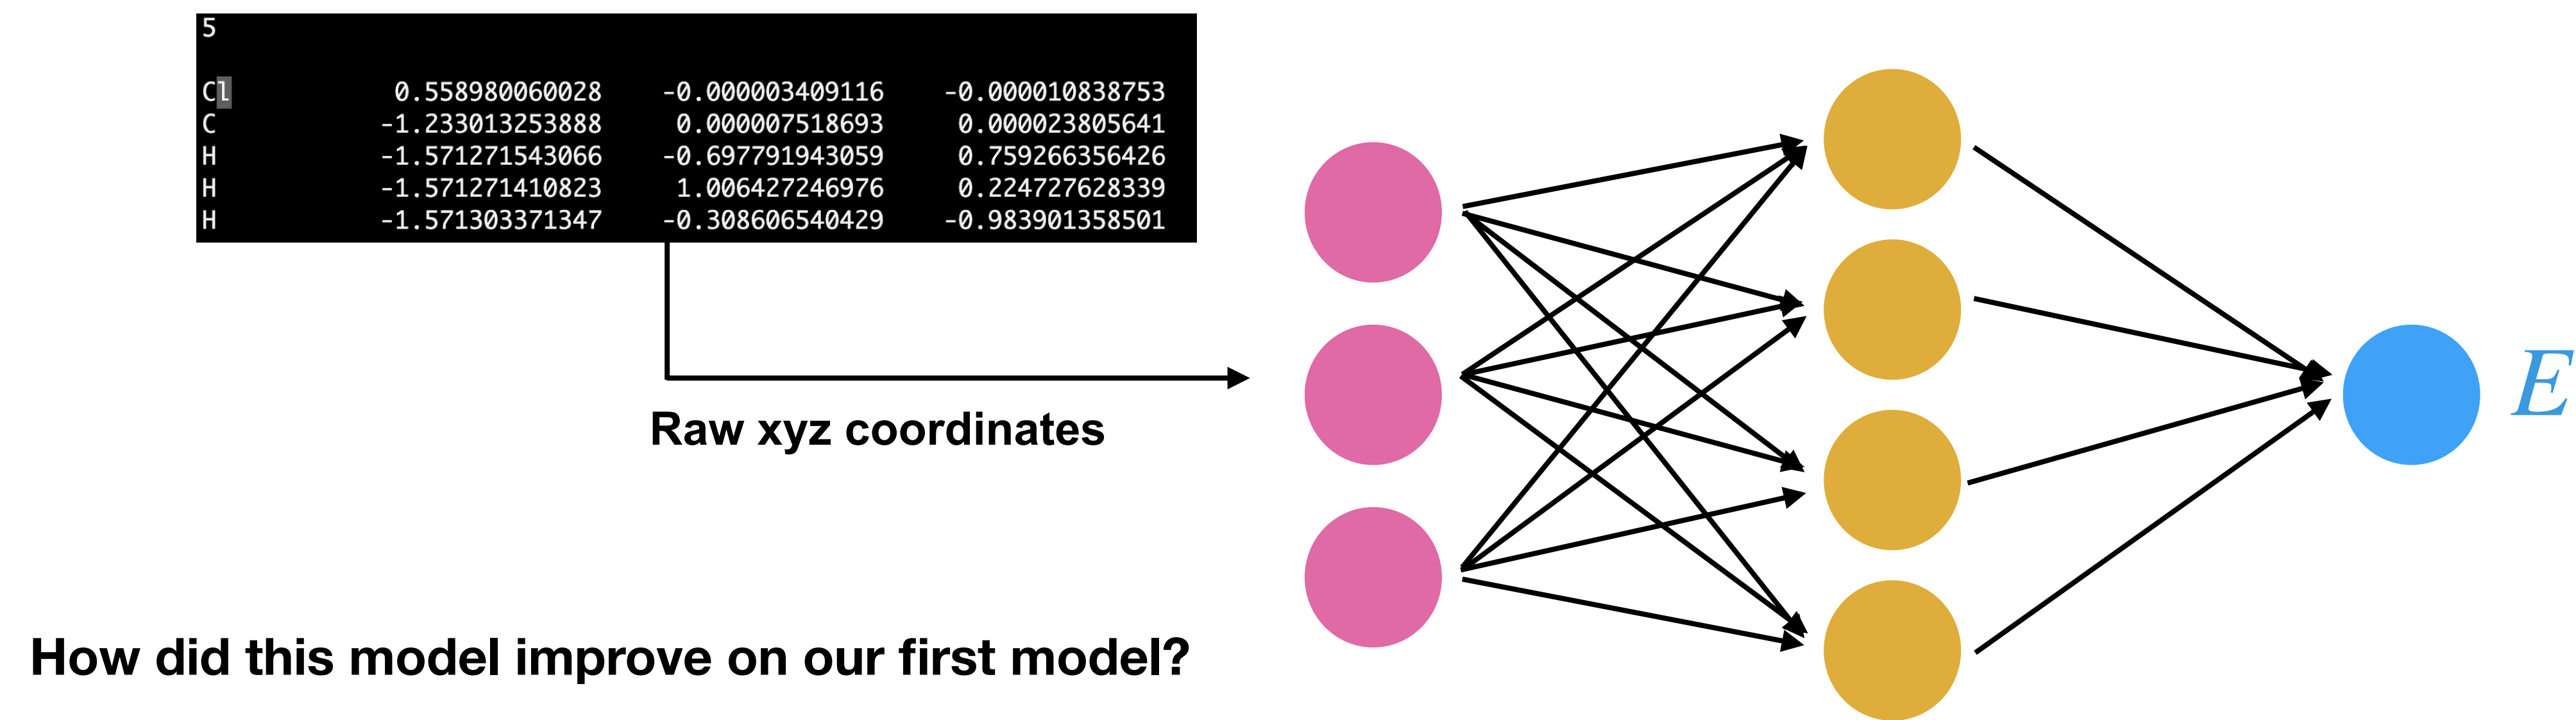 5
Cl 0.558980060028 -0.000003409116 -0.000010838753
C -1.233013253888 0.000007518693 0.000023805641
H -1.571271543066 -0.697791943059 0.759266356426
H -1.571271410823 1.006427246976 0.224727628339
H -1.571303371347 -0.308606540429 -0.983901358501
Raw xyz coordinates
E
How did this model improve on our first model?